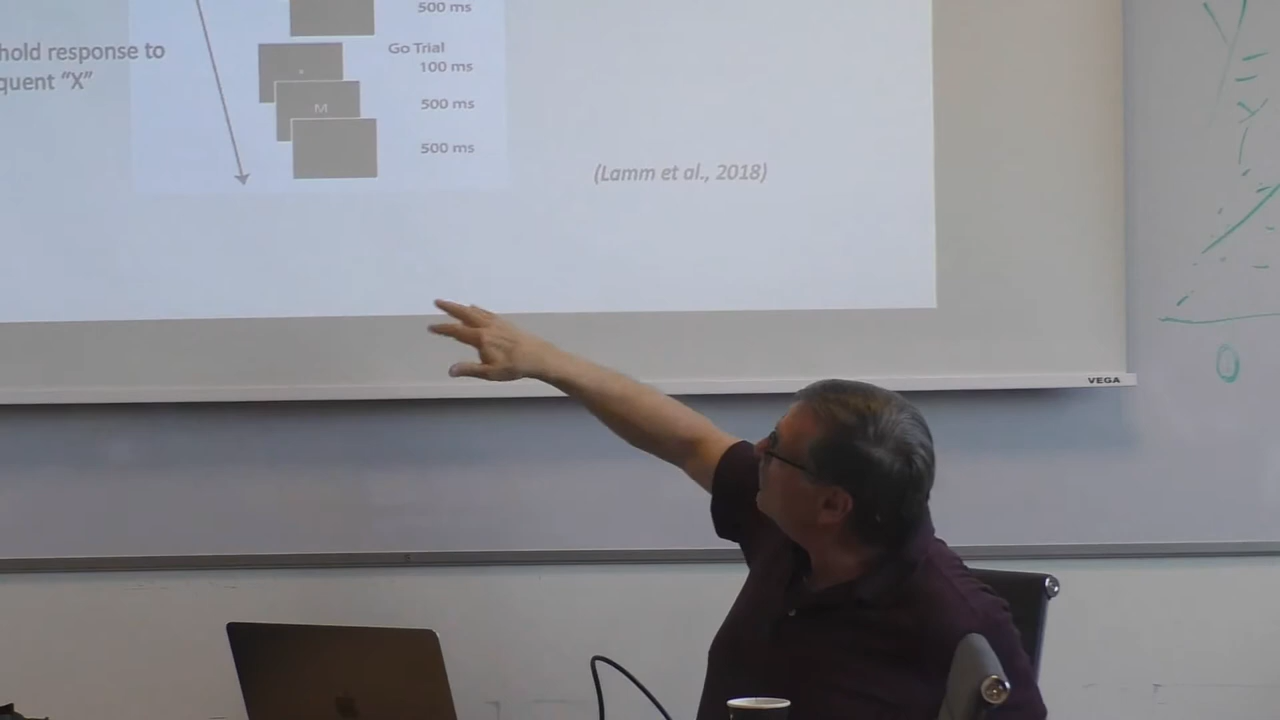 500 ms
hold response to
quent “X”
Go Trial
100 ms
M
500 ms
500 ms
(Lamm et al., 2018)
VEGA
0